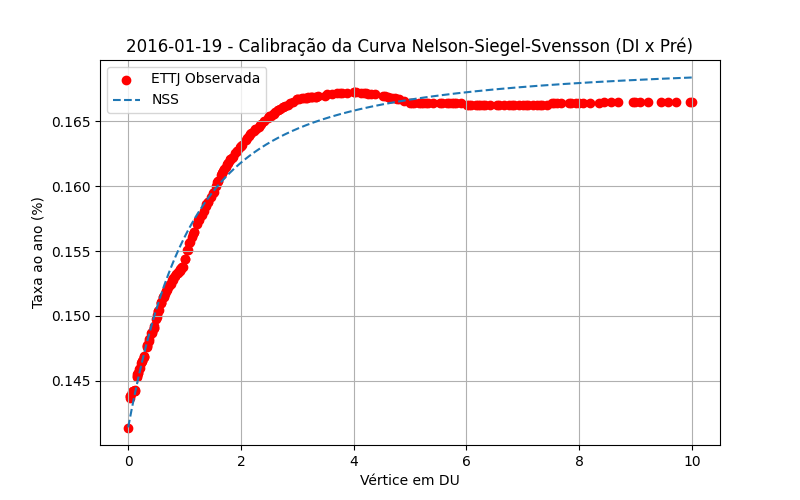 2016-01-19 - Calibração da Curva Nelson-Siegel-Svensson (DI x Pré)
ETTJ Observada
NSS
Taxa ao ano (%)
0.165
0.160
0.155
0.150
0.145
0 2 4 6 8 10
Vértice em DU